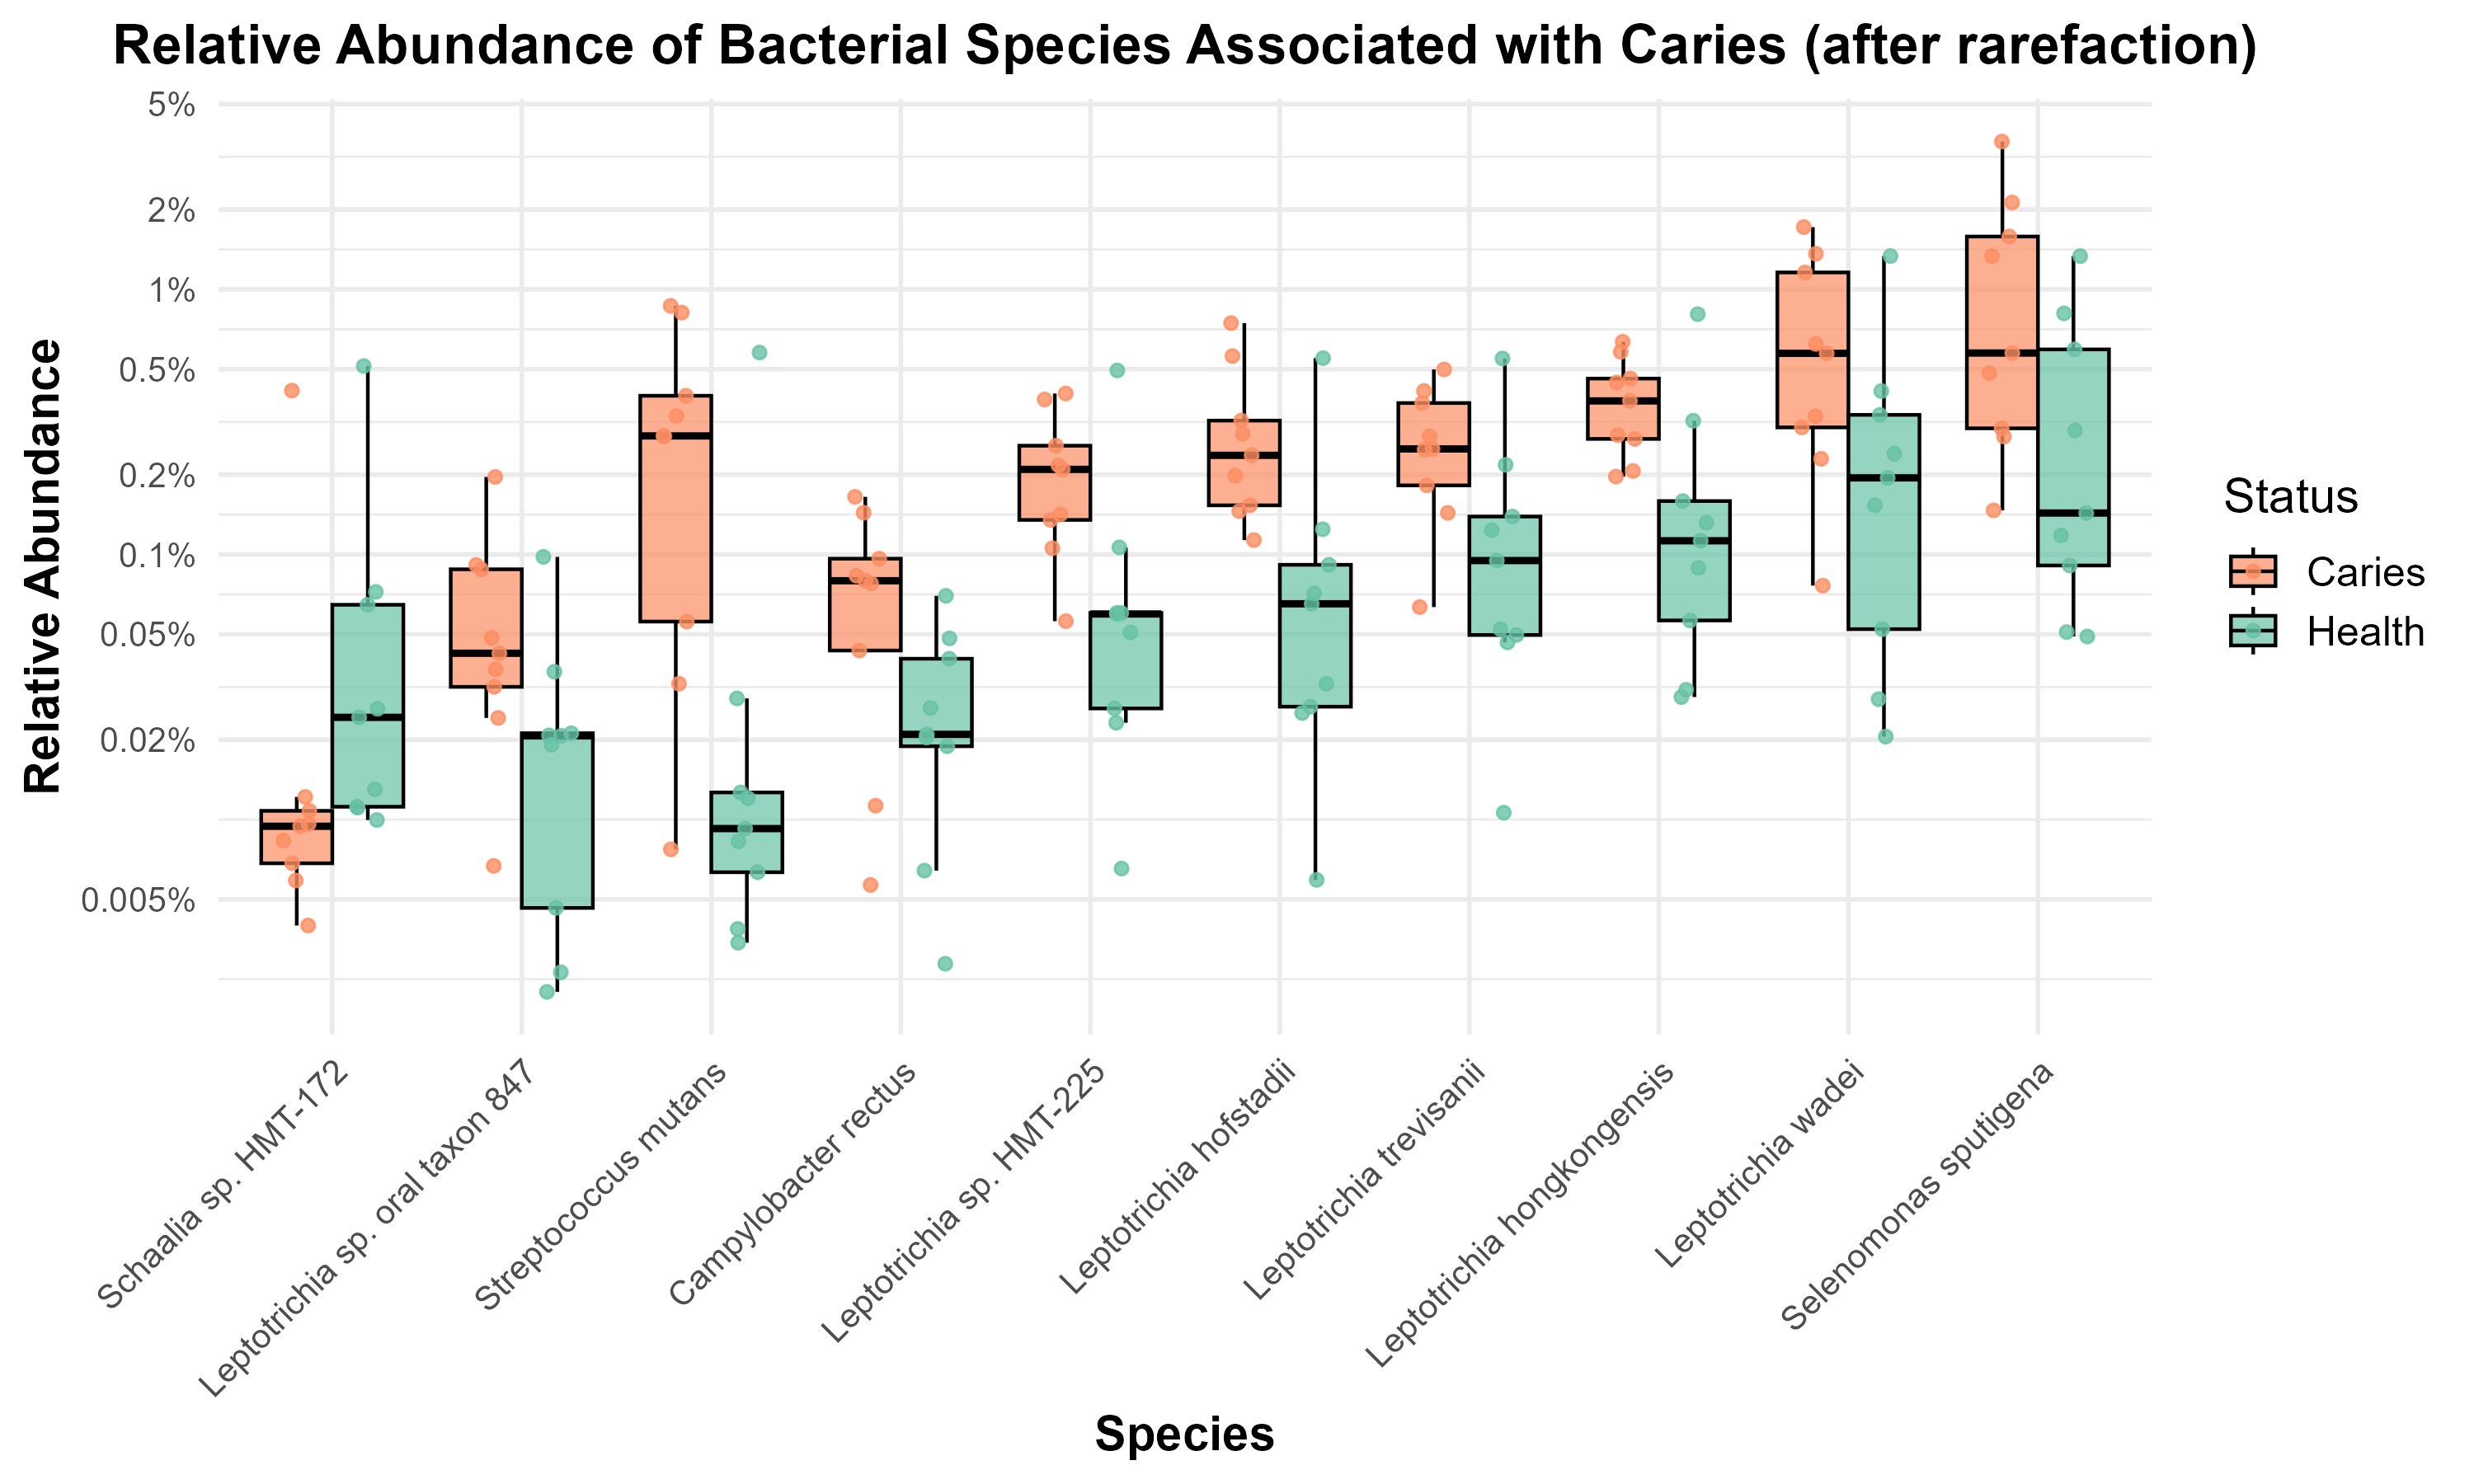 Relative Abundance of Bacterial Species Associated with Caries (after rarefaction)
Relative Abundance
5%
2%
1%
0.5%
0.2%
0.1%
0.05%
0.02%
0.005%
Schaalia sp. HMT-172
Leptotrichia sp. oral taxon 847
Streptococcus mutans
Campylobacter rectus
Leptotrichia sp. HMT-225
Leptotrichia hofstadii
Leptotrichia trevisanii
Leptotrichia hongkongensis
Leptotrichia wadei
Selenomonas sputigena
Species
Status
Caries
Health